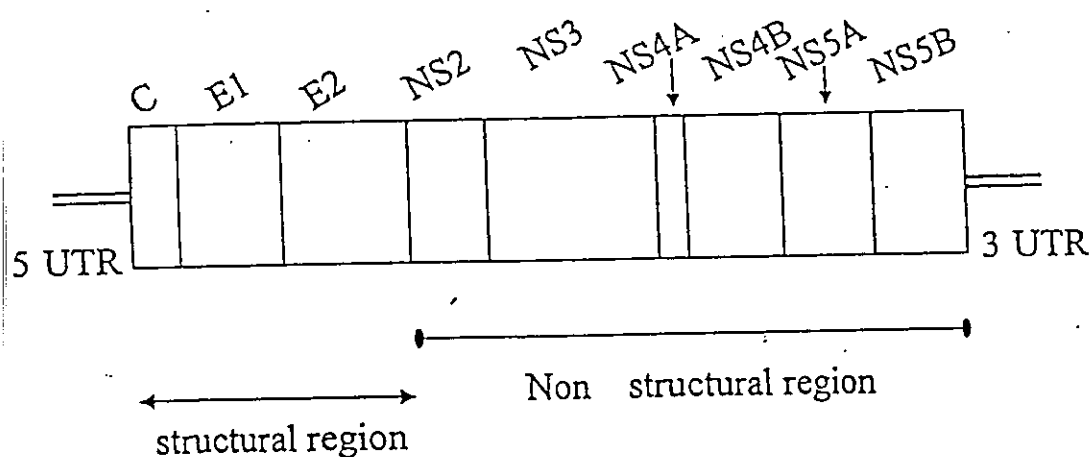 C E1 E2 NS2 NS3 NS4A NS4B NS5A NS5B
5 UTR
3 UTR
Non structural region
structural region